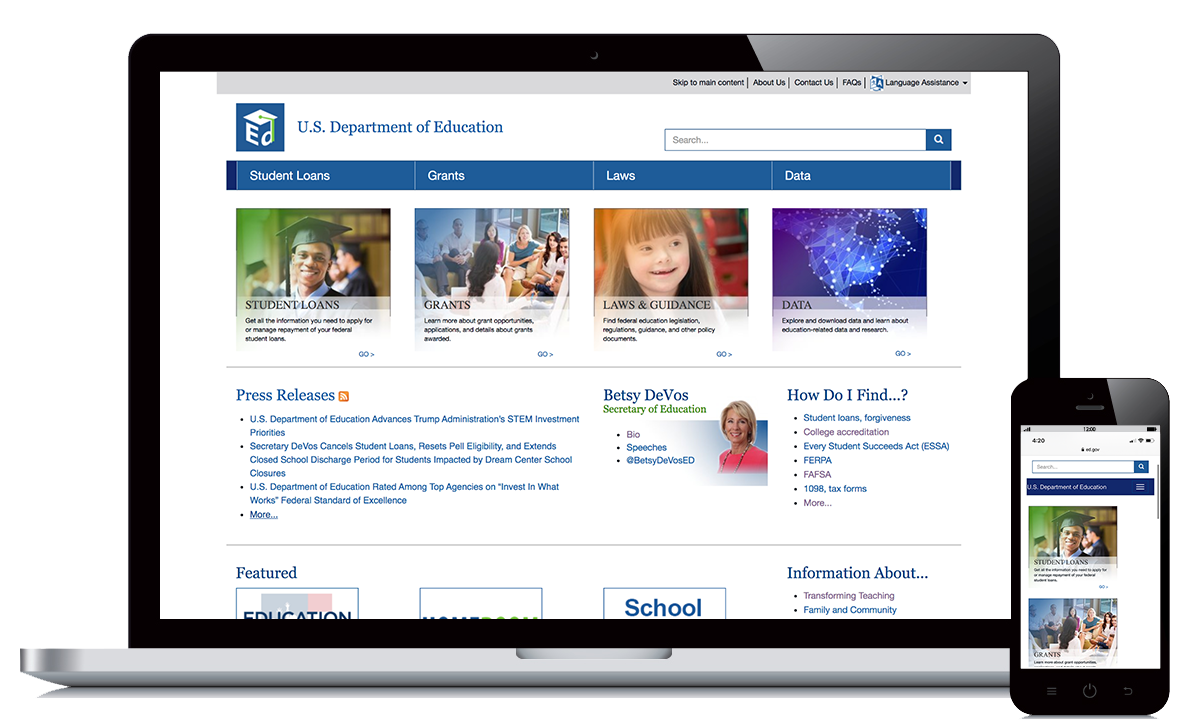 Skip to main content | About Us | Contact Us | FAQs | Language Assistance
Ed
U.S. Department of Education
Search...
Student Loans
Grants
Laws
Data
STUDENT LOANS
Get all the information you need to apply for
or manage repayment of your federal
student loans.
GO >
GRANTS
Learn more about grant opportunities,
applications, and details about grants
awarded.
GO >
LAWS & GUIDANCE
Find federal education legislation,
regulations, guidance, and other policy
documents.
GO >
DATA
Explore and download data and learn about
education-related data and research.
GO >
Press Releases
• U.S. Department of Education Advances Trump Administration's STEM Investment
Priorities
• Secretary DeVos Cancels Student Loans, Resets Pell Eligibility, and Extends
Closed School Discharge Period for Students Impacted by Dream Center School
Closures
• U.S. Department of Education Rated Among Top Agencies on "Invest In What
Works" Federal Standard of Excellence
• More...
Betsy DeVos
Secretary of Education
• Bio
• Speeches
• @BetsyDeVosED
How Do I Find...?
• Student loans, forgiveness
• College accreditation
• Every Student Succeeds Act (ESSA)
• FERPA
• FAFSA
• 1098, tax forms
• More...
Featured
EDUCATION
HOMEROOM
School
Information About...
• Transforming Teaching
• Family and Community
12:00
4:20
ed.gov
Search...
U.S. Department of Education
STUDENT LOANS
Get all the information you need to apply for
or manage repayment of your federal
student loans.
GO >
GRANTS
Learn more about grant opportunities,